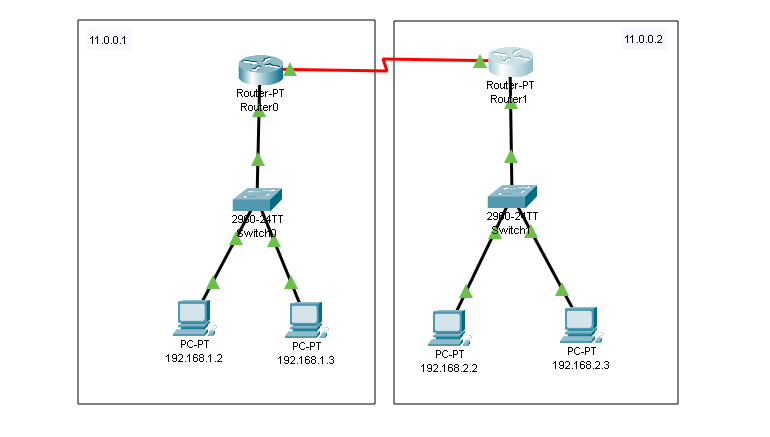 11.0.0.1
11.0.0.2
Router-PT
Router0
Router-PT
Router1
2960-24TT
Switch0
2960-24TT
Switch1
PC-PT
192.168.1.2
PC-PT
192.168.1.3
PC-PT
192.168.2.2
PC-PT
192.168.2.3